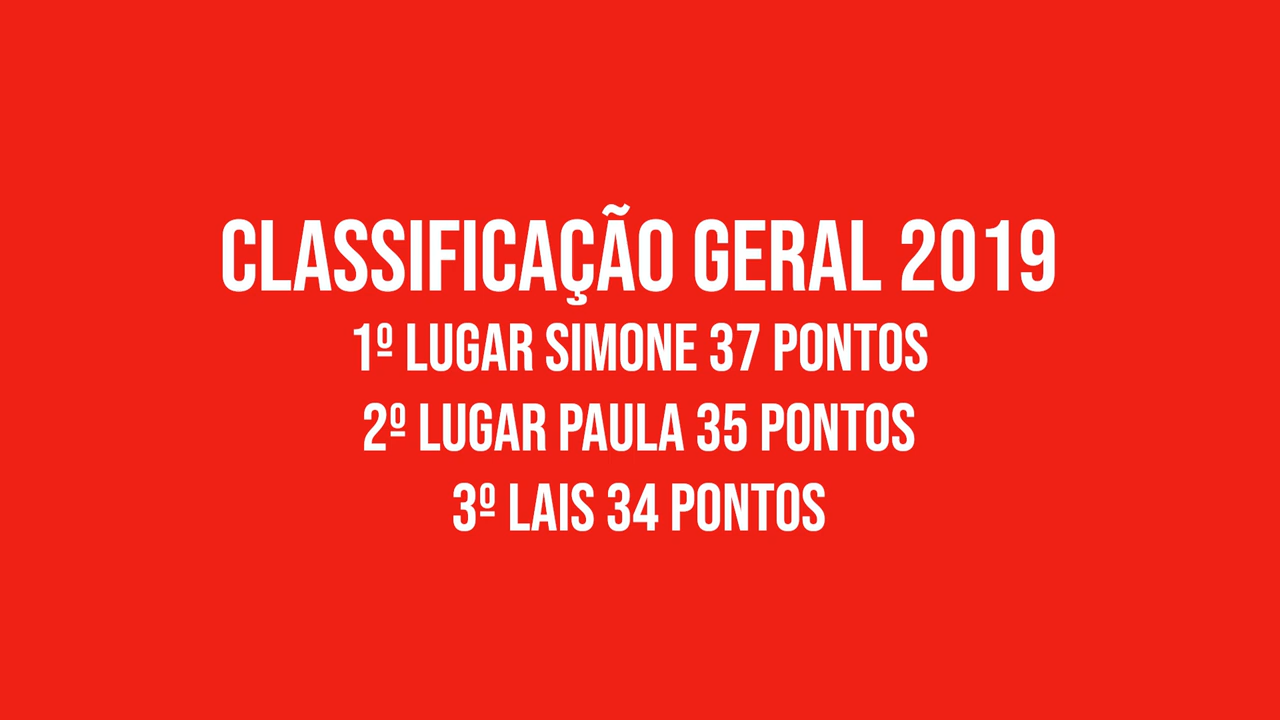 CLASSIFICAÇÃO GERAL 2019
1º LUGAR SIMONE 37 PONTOS
2º LUGAR PAULA 35 PONTOS
3º LAIS 34 PONTOS